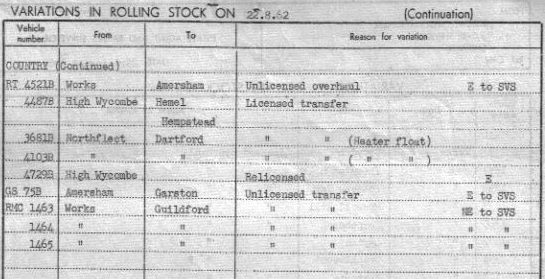 VARIATIONS IN ROLLING STOCK ON 22.8.62 (Continuation)
Vehicle number From To Reason for variation
COUNTRY (Continued)
RT 4521B Works Amersham Unlicensed overhaul E to SVS
4487B High Wycombe Hemel Licensed transfer
Hempstead
3681B Northfleet Dartford " " (Heater float)
4103B " " " " ( " " )
4729B High Wycombe Relicensed E
GS 75B Amersham Garston Unlicensed transfer E to SVS
RMC 1463 Works Guildford " " NE to SVS
1464 " " " " " "
1465 " " " " " "